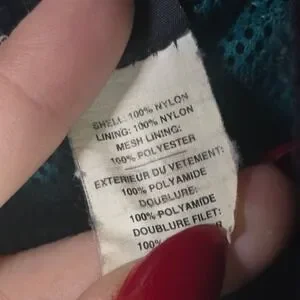 SHELL: 100% NYLON
LINING: 100% NYLON
MESH LINING:
100% POLYESTER
EXTERIEUR DU VETEMENT:
100% POLYAMIDE
DOUBLURE:
100% POLYAMIDE
DOUBLURE FILET:
100%